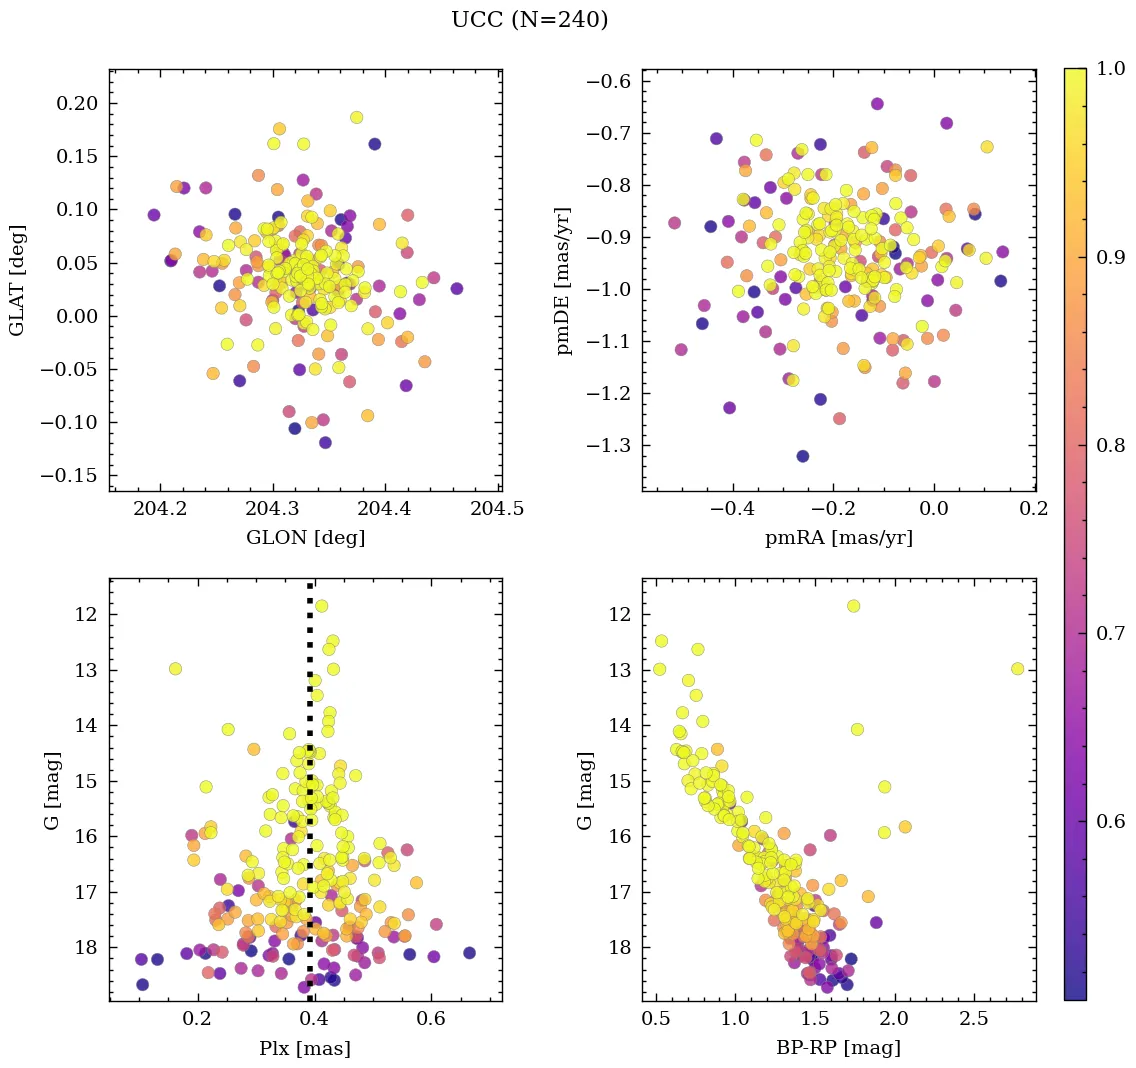 UCC (N=240)
0.20
0.15
0.10
0.05
0.00
−0.05
−0.10
−0.15
GLAT [deg]
204.2 204.3 204.4 204.5
GLON [deg]
−0.6
−0.7
−0.8
−0.9
−1.0
−1.1
−1.2
−1.3
pmDE [mas/yr]
−0.4 −0.2 0.0 0.2
pmRA [mas/yr]
12
13
14
15
16
17
18
G [mag]
0.2 0.4 0.6
Plx [mas]
12
13
14
15
16
17
18
G [mag]
0.5 1.0 1.5 2.0 2.5
BP-RP [mag]
1.0
0.9
0.8
0.7
0.6